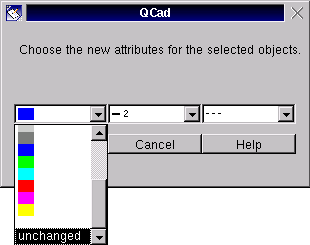 QCad
Choose the new attributes for the selected objects.
2
Cancel Help
unchanged